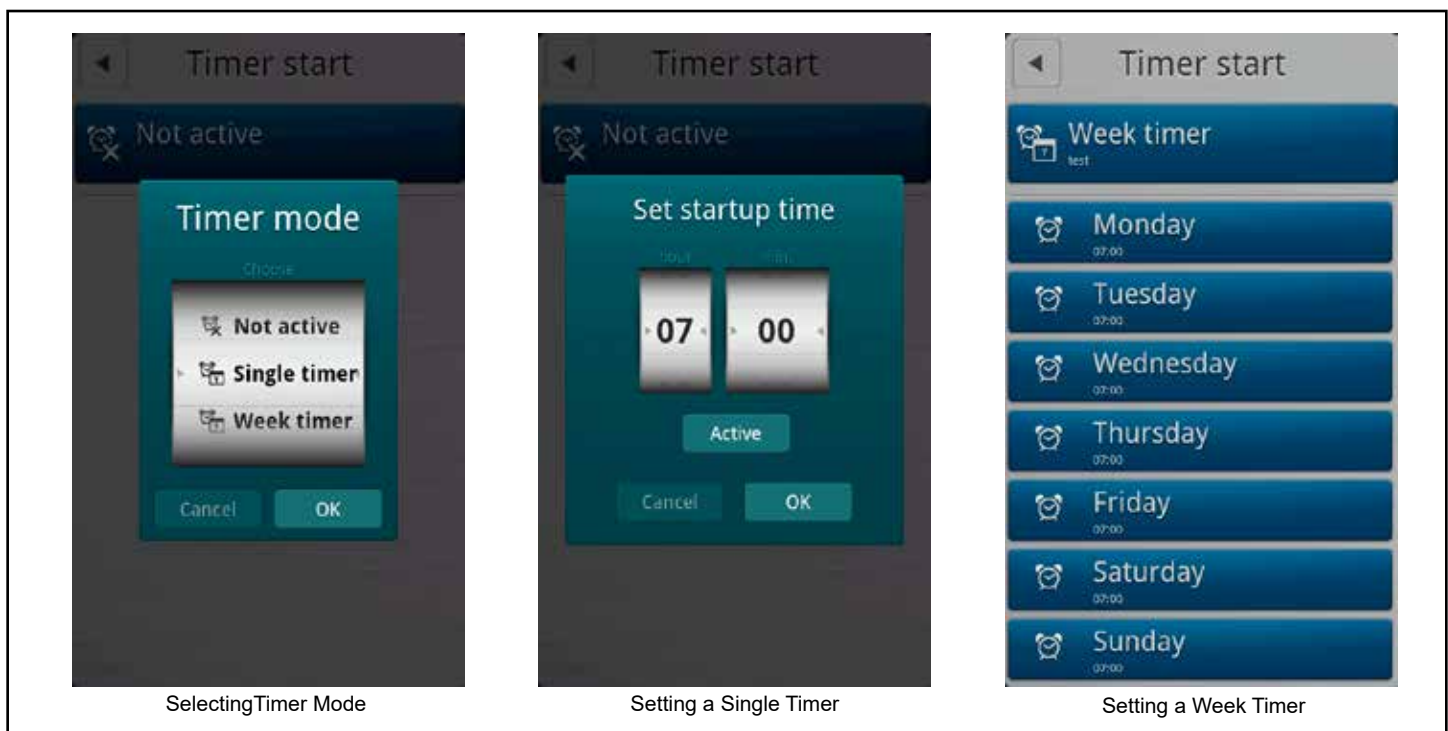 Timer start
Not active
Timer mode
Choose
Not active
Single timer
Week timer
Cancel
OK
SelectingTimer Mode
Timer start
Not active
Set startup time
hour min
07 00
Active
Cancel
OK
Setting a Single Timer
Timer start
Week timer
test
Monday
07:00
Tuesday
07:00
Wednesday
07:00
Thursday
07:00
Friday
07:00
Saturday
07:00
Sunday
07:00
Setting a Week Timer